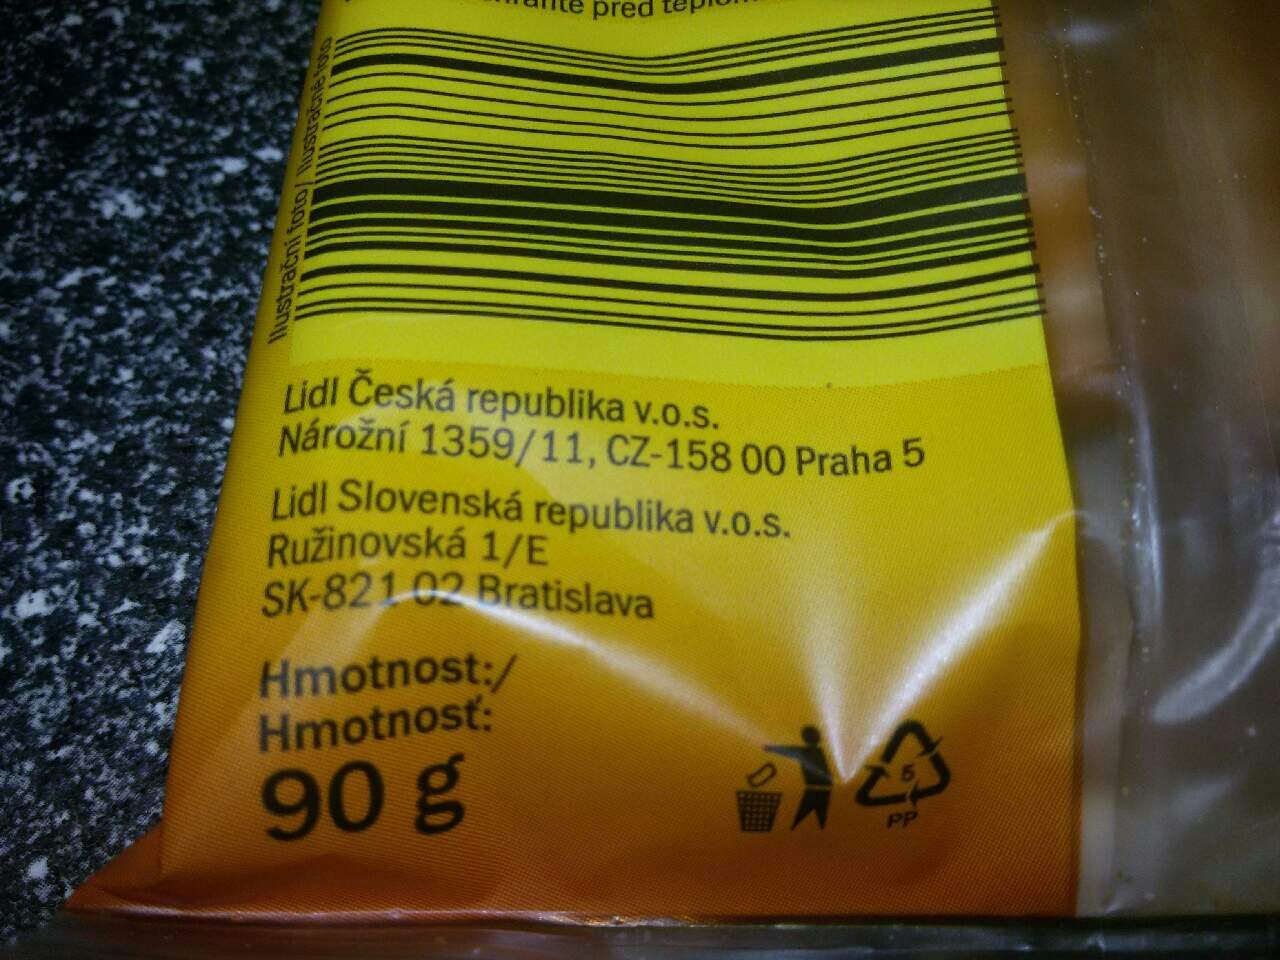 pred
Ilustrační foto/ Ilustračné foto
Lidl Česká republika v.o.s.
Nárožní 1359/11, CZ-158 00 Praha 5
Lidl Slovenská republika v.o.s.
Ružinovská 1/E
SK-821 02 Bratislava
Hmotnost:/
Hmotnosť:
90 g
5
PP